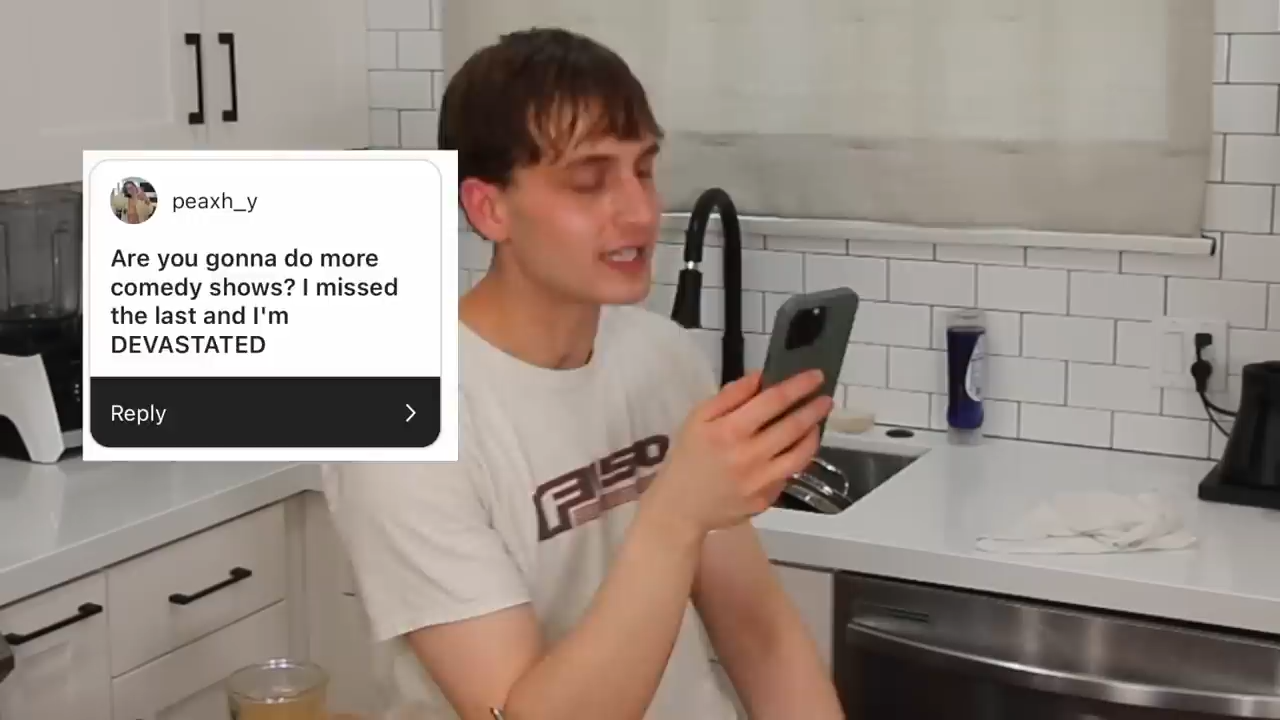 peaxh_y
Are you gonna do more
comedy shows? I missed
the last and I'm
DEVASTATED
Reply